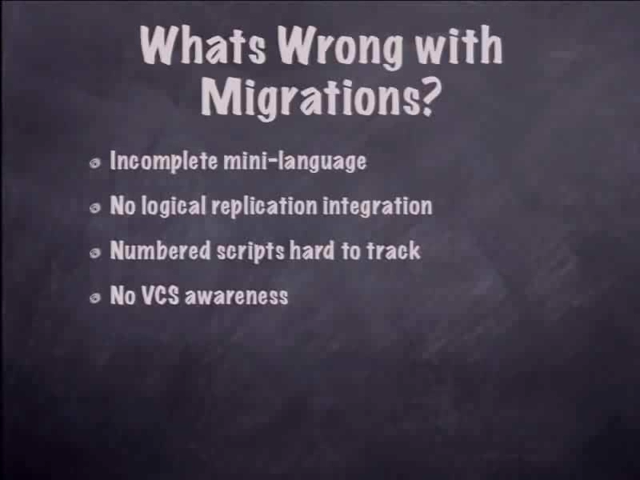 Whats Wrong with
Migrations?
Incomplete mini-language
No logical replication integration
Numbered scripts hard to track
No VCS awareness